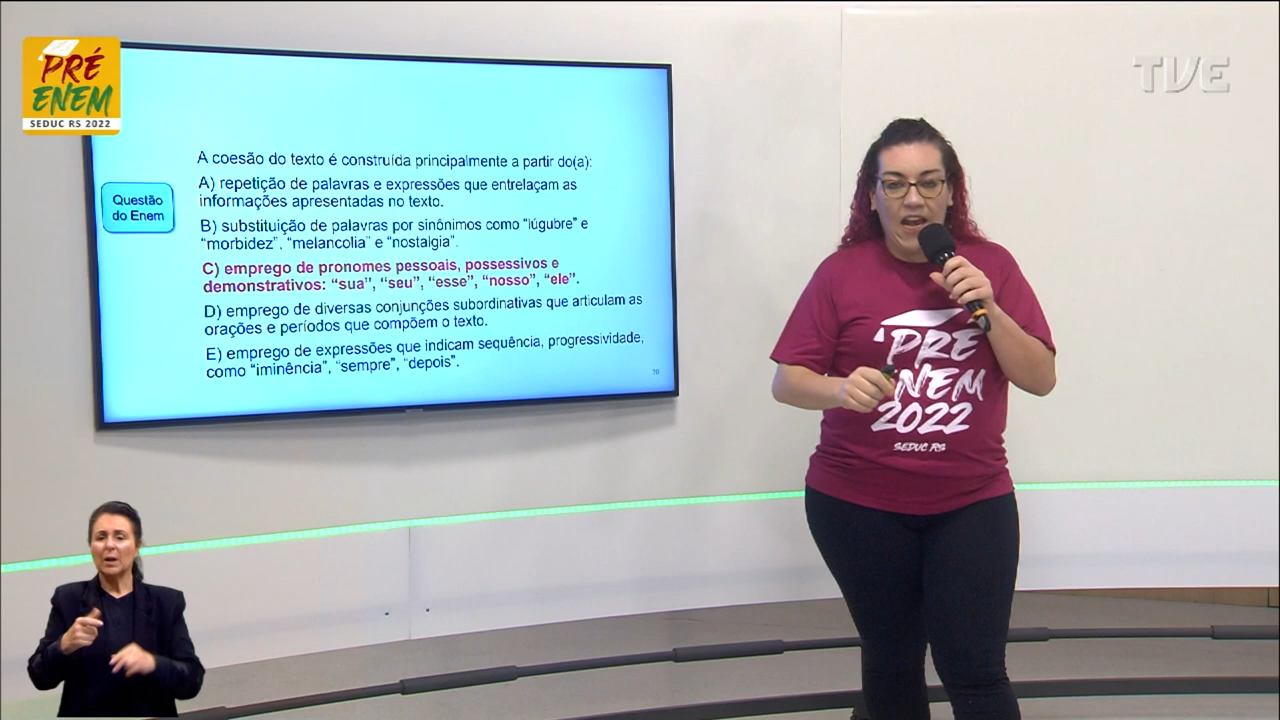 PRÉ
ENEM
SEDUC RS 2022
TVE
A coesão do texto é construída principalmente a partir do(a):
Questão
do Enem
A) repetição de palavras e expressões que entrelaçam as
informações apresentadas no texto.
B) substituição de palavras por sinônimos como “lúgubre” e
“morbidez”, “melancolia” e “nostalgia”.
C) emprego de pronomes pessoais, possessivos e
demonstrativos: “sua”, “seu”, “esse”, “nosso”, “ele”.
D) emprego de diversas conjunções subordinativas que articulam as
orações e períodos que compõem o texto.
E) emprego de expressões que indicam sequência, progressividade,
como “iminência”, “sempre”, “depois”.
PRÉ
ENEM
2022
SEDUC RS